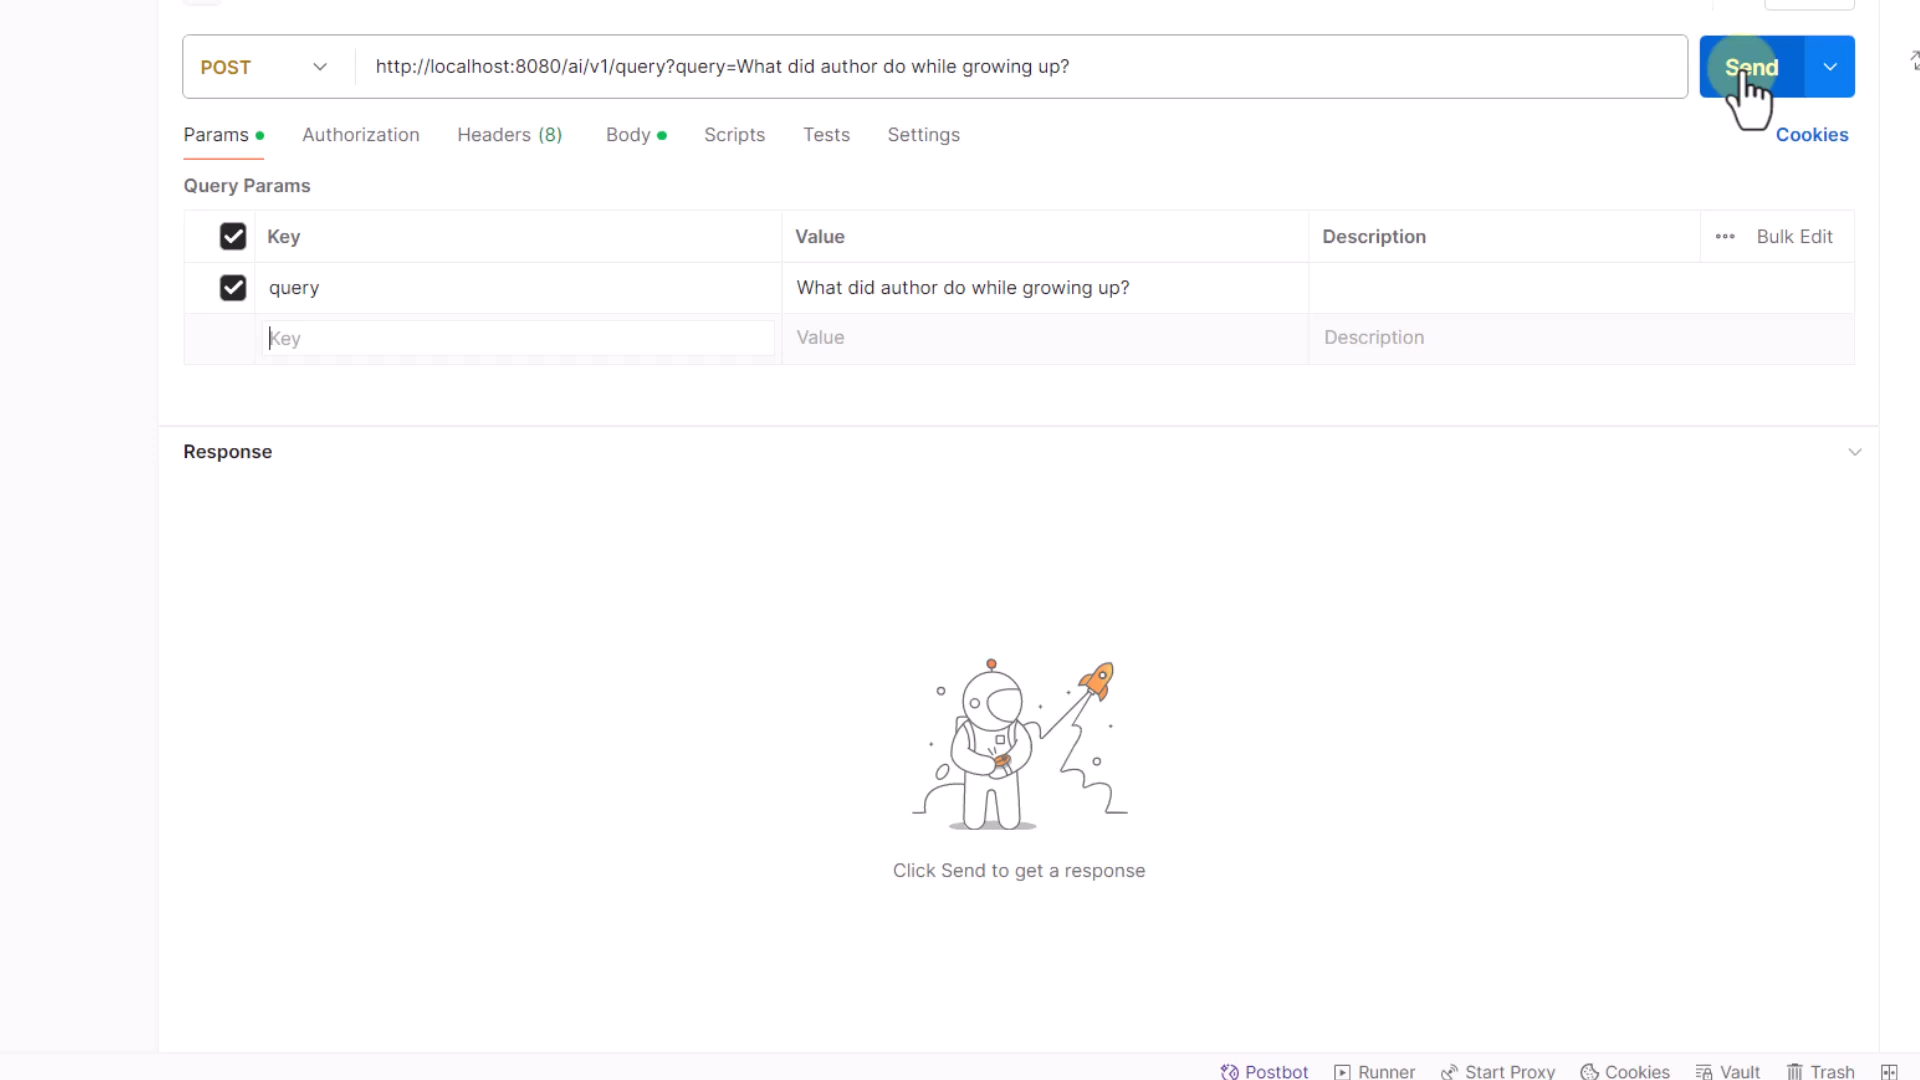 POST http://localhost:8080/ai/v1/query?query=What did author do while growing up? Send
Params Authorization Headers (8) Body Scripts Tests Settings Cookies
Query Params
Key Value Description Bulk Edit
query What did author do while growing up?
Key Value Description
Response
Click Send to get a response
Postbot Runner Start Proxy Cookies Vault Trash